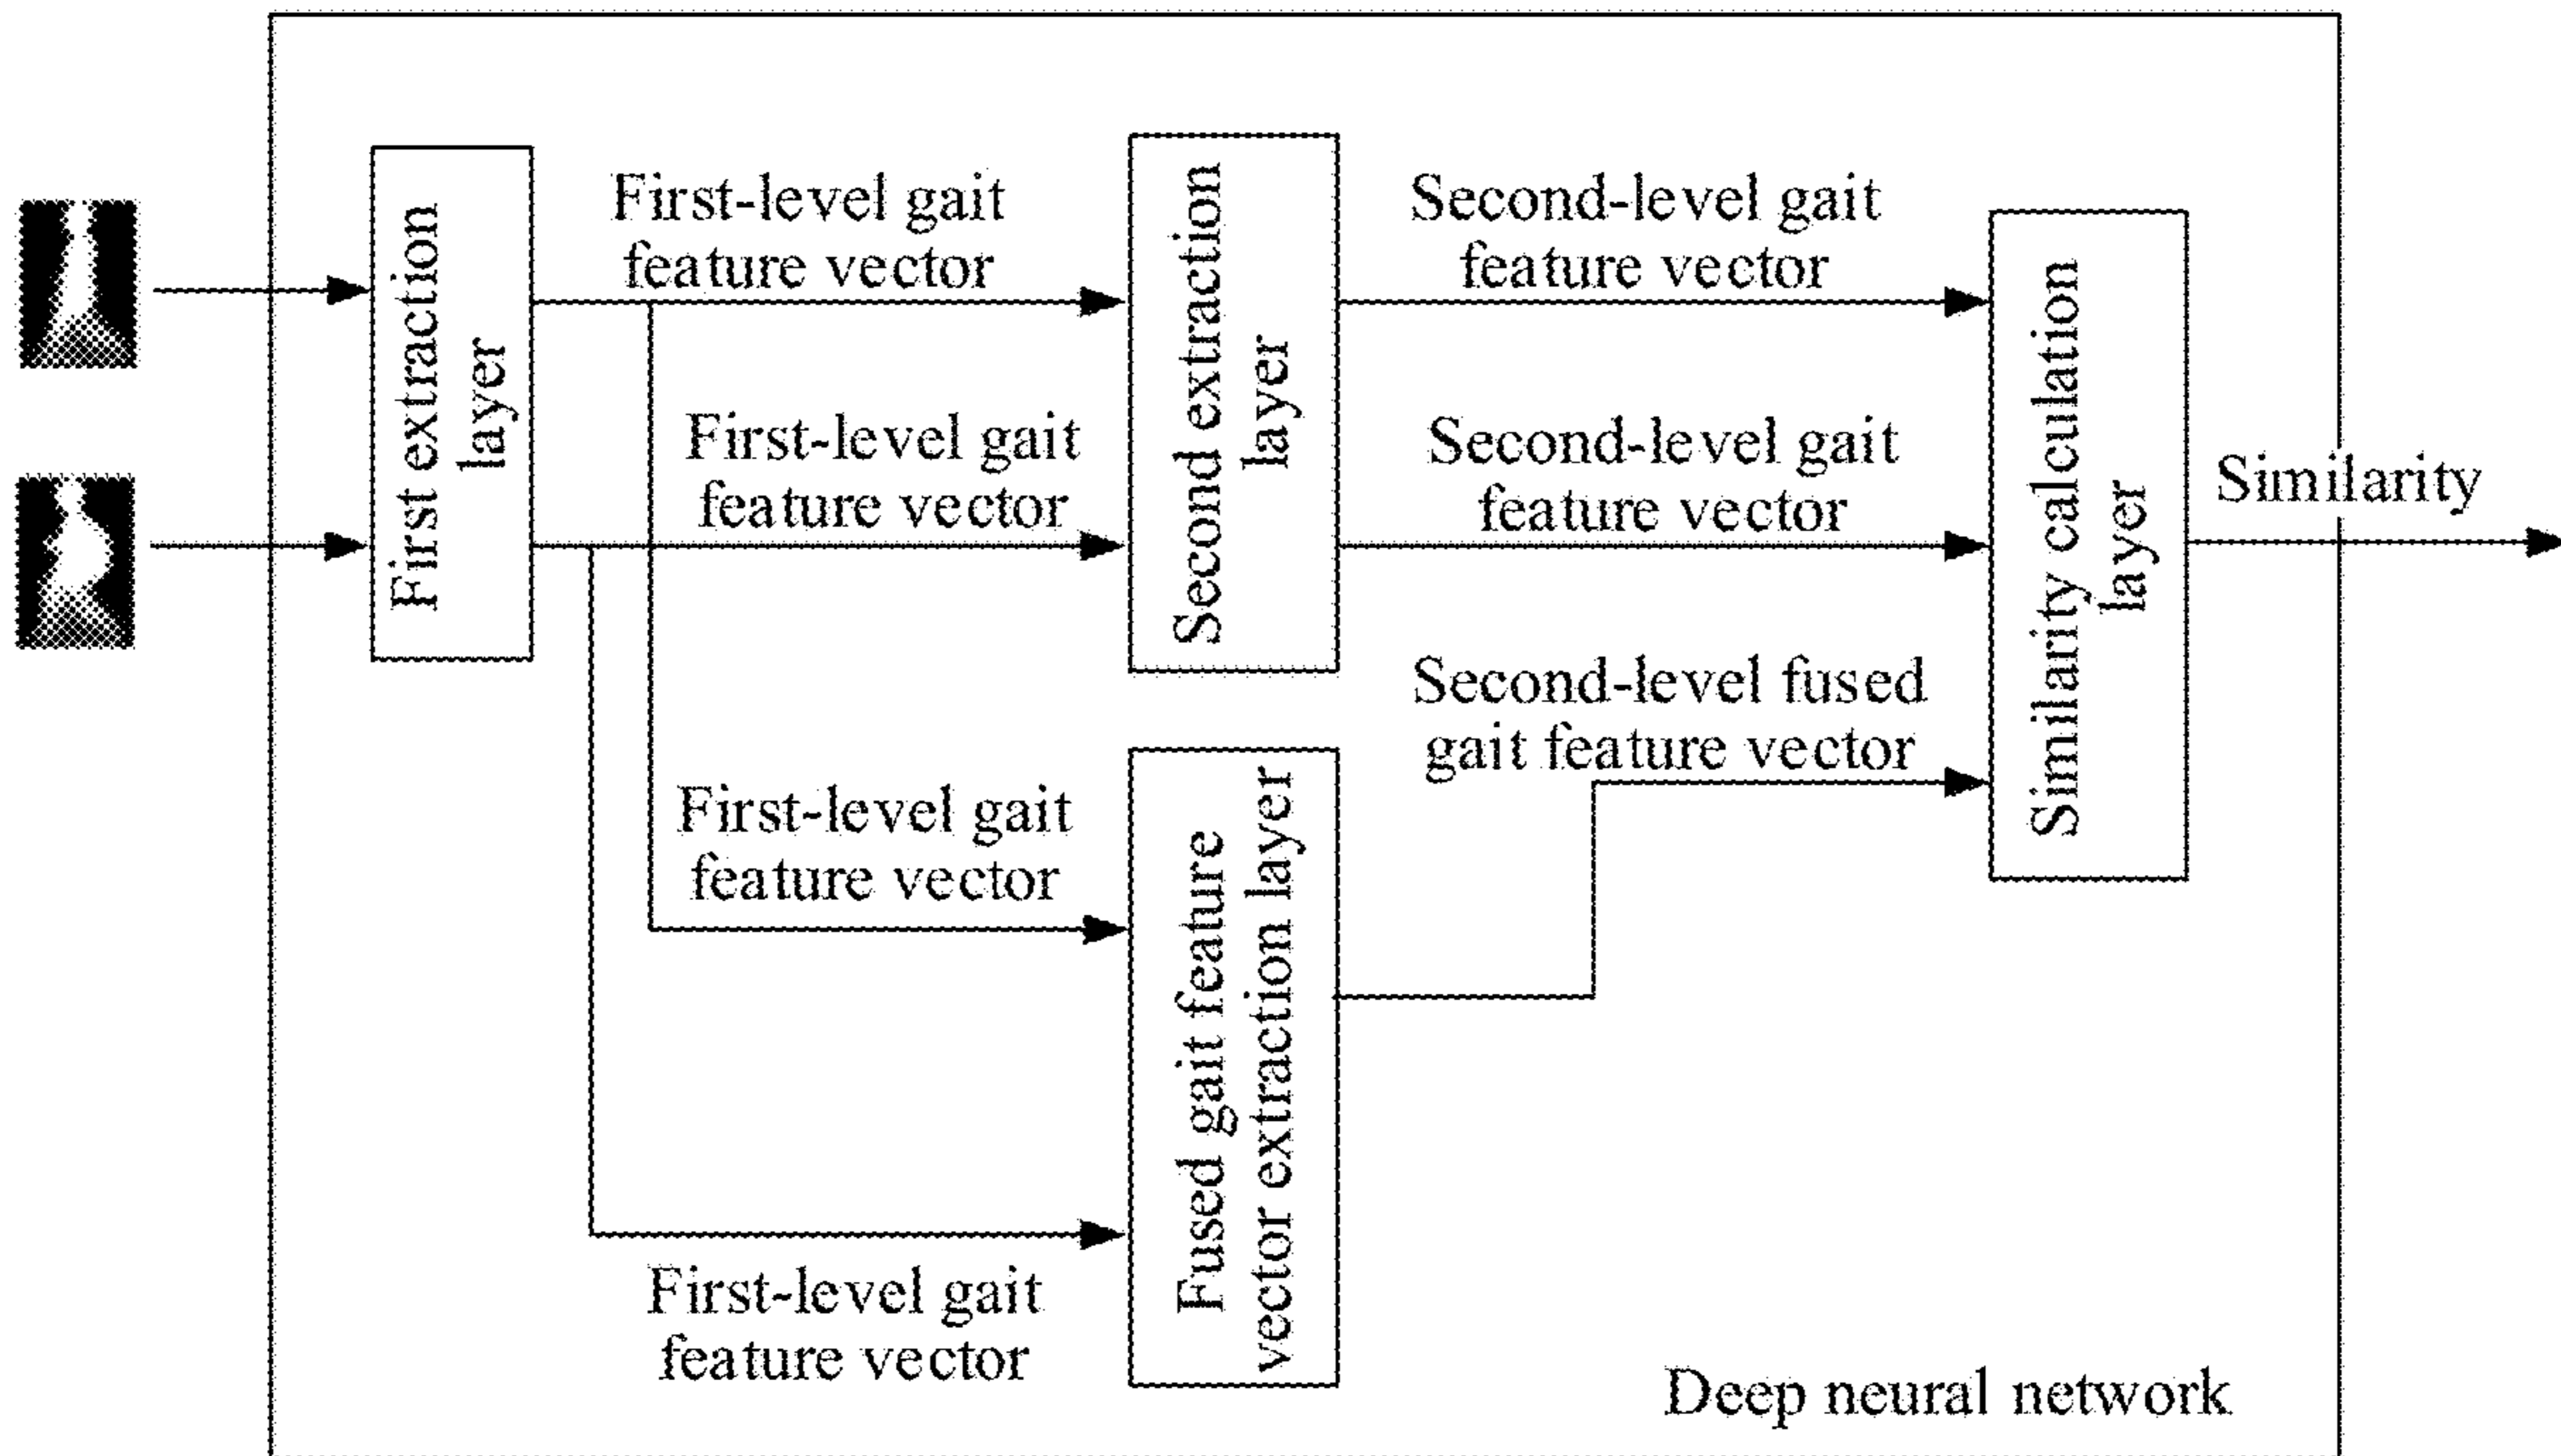 First extraction
layer
First-level gait
feature vector
First-level gait
feature vector
First-level gait
feature vector
First-level gait
feature vector
Second extraction
layer
Fused gait feature
vector extraction layer
Second-level gait
feature vector
Second-level gait
feature vector
Second-level fused
gait feature vector
Similarity calculation
layer
Similarity
Deep neural network